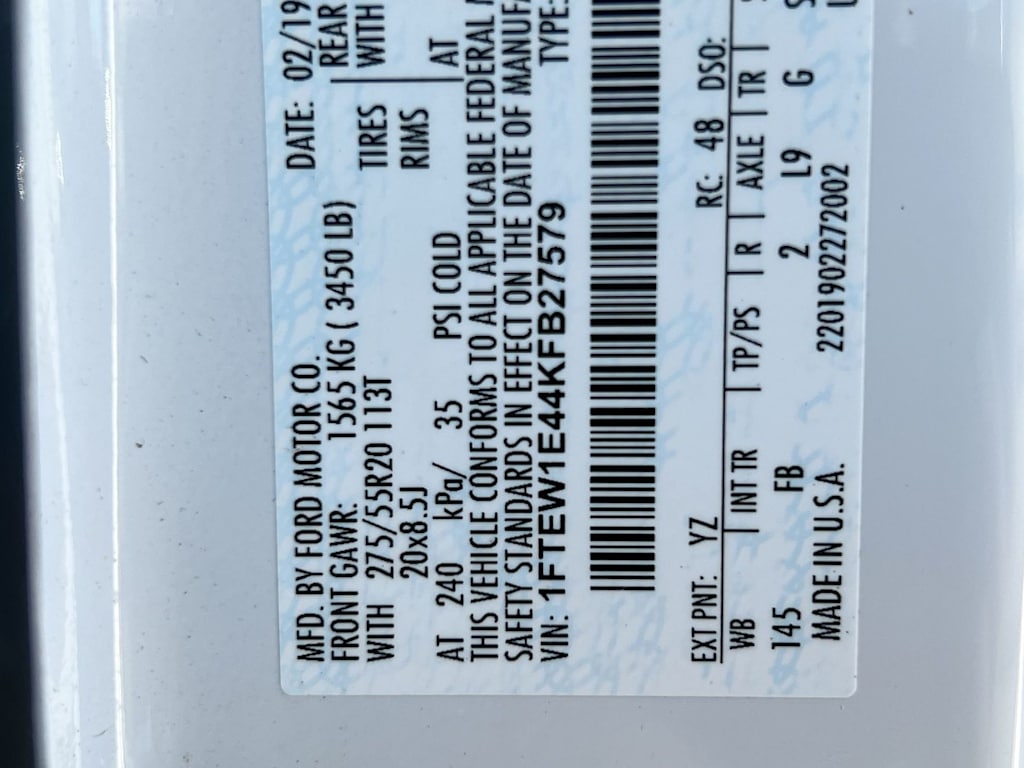 MFD. BY FORD MOTOR CO. DATE: 02/19
FRONT GAWR: 1565 KG ( 3450 LB) REAR
WITH 275/55R20 113T TIRES WITH
20x8.5J RIMS
AT 240 kPa/ 35 PSI COLD AT
THIS VEHICLE CONFORMS TO ALL APPLICABLE FEDERAL
SAFETY STANDARDS IN EFFECT ON THE DATE OF MANUFA
VIN: 1FTEW1E44KFB27579 TYPE:
EXT PNT: YZ RC: 48 DSO:
WB | INT TR | TP/PS | R | AXLE | TR |
145 FB 2 L9 G
MADE IN U.S.A. 22019022272002